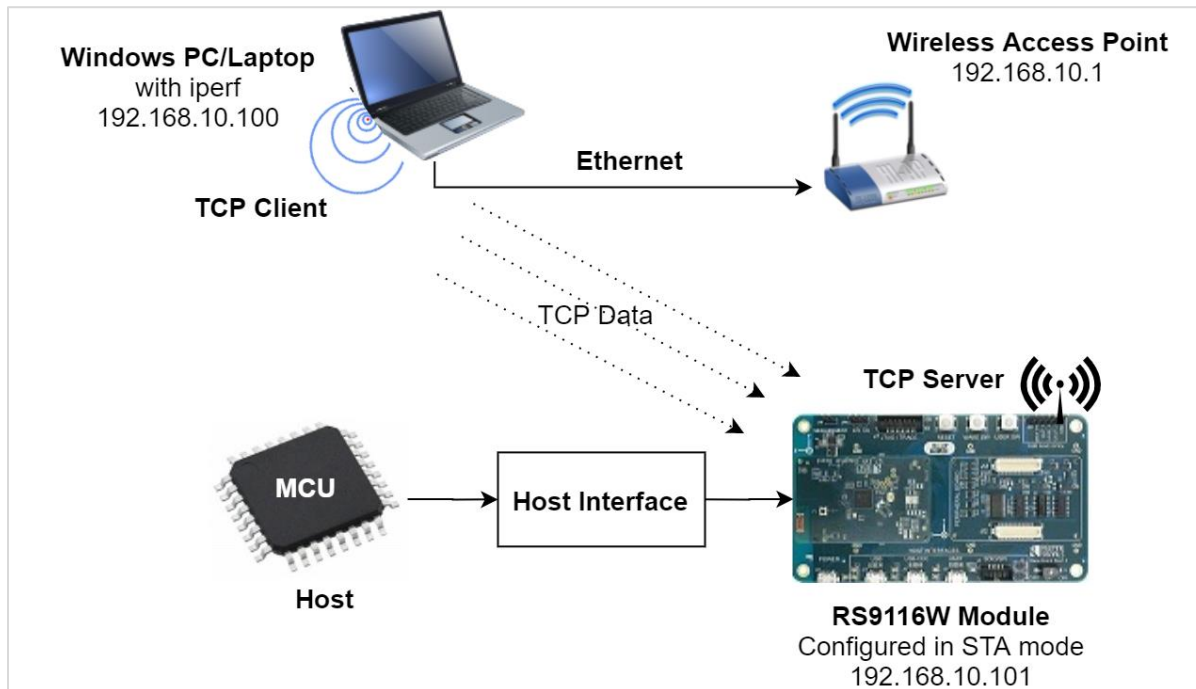 Windows PC/Laptop
with iperf
192.168.10.100
Wireless Access Point
192.168.10.1
Ethernet
TCP Client
TCP Data
TCP Server
MCU
Host Interface
Host
RS9116W Module
Configured in STA mode
192.168.10.101